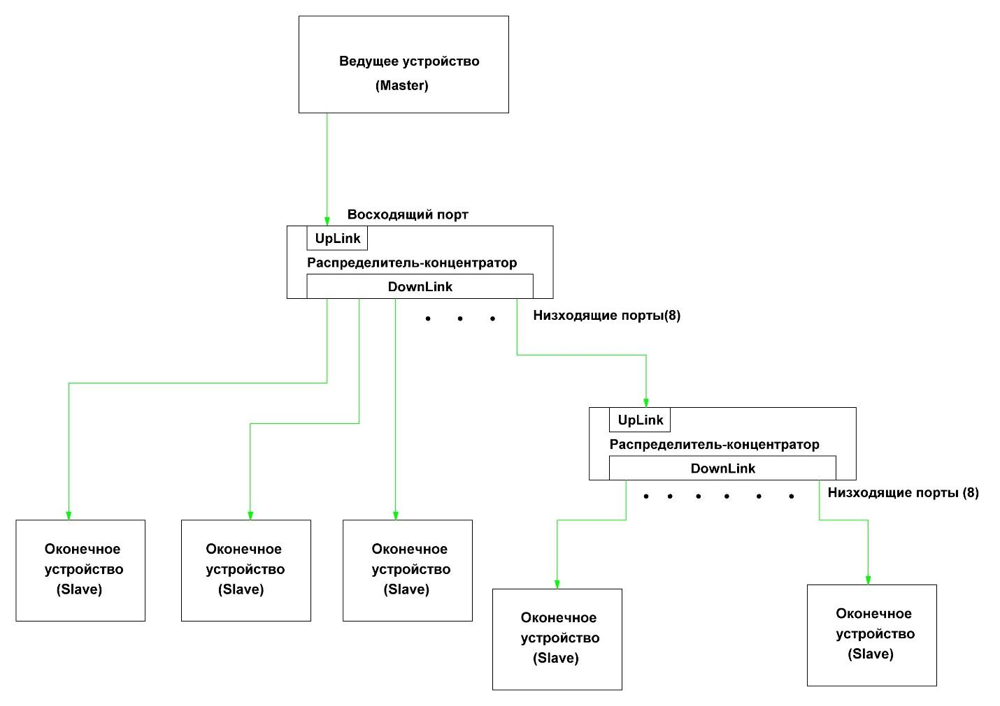 Ведущее устройство
(Master)
Восходящий порт
UpLink
Распределитель-концентратор
DownLink
Низходящие порты(8)
UpLink
Распределитель-концентратор
DownLink
Низходящие порты (8)
Оконечное
устройство
(Slave)
Оконечное
устройство
(Slave)
Оконечное
устройство
(Slave)
Оконечное
устройство
(Slave)
Оконечное
устройство
(Slave)